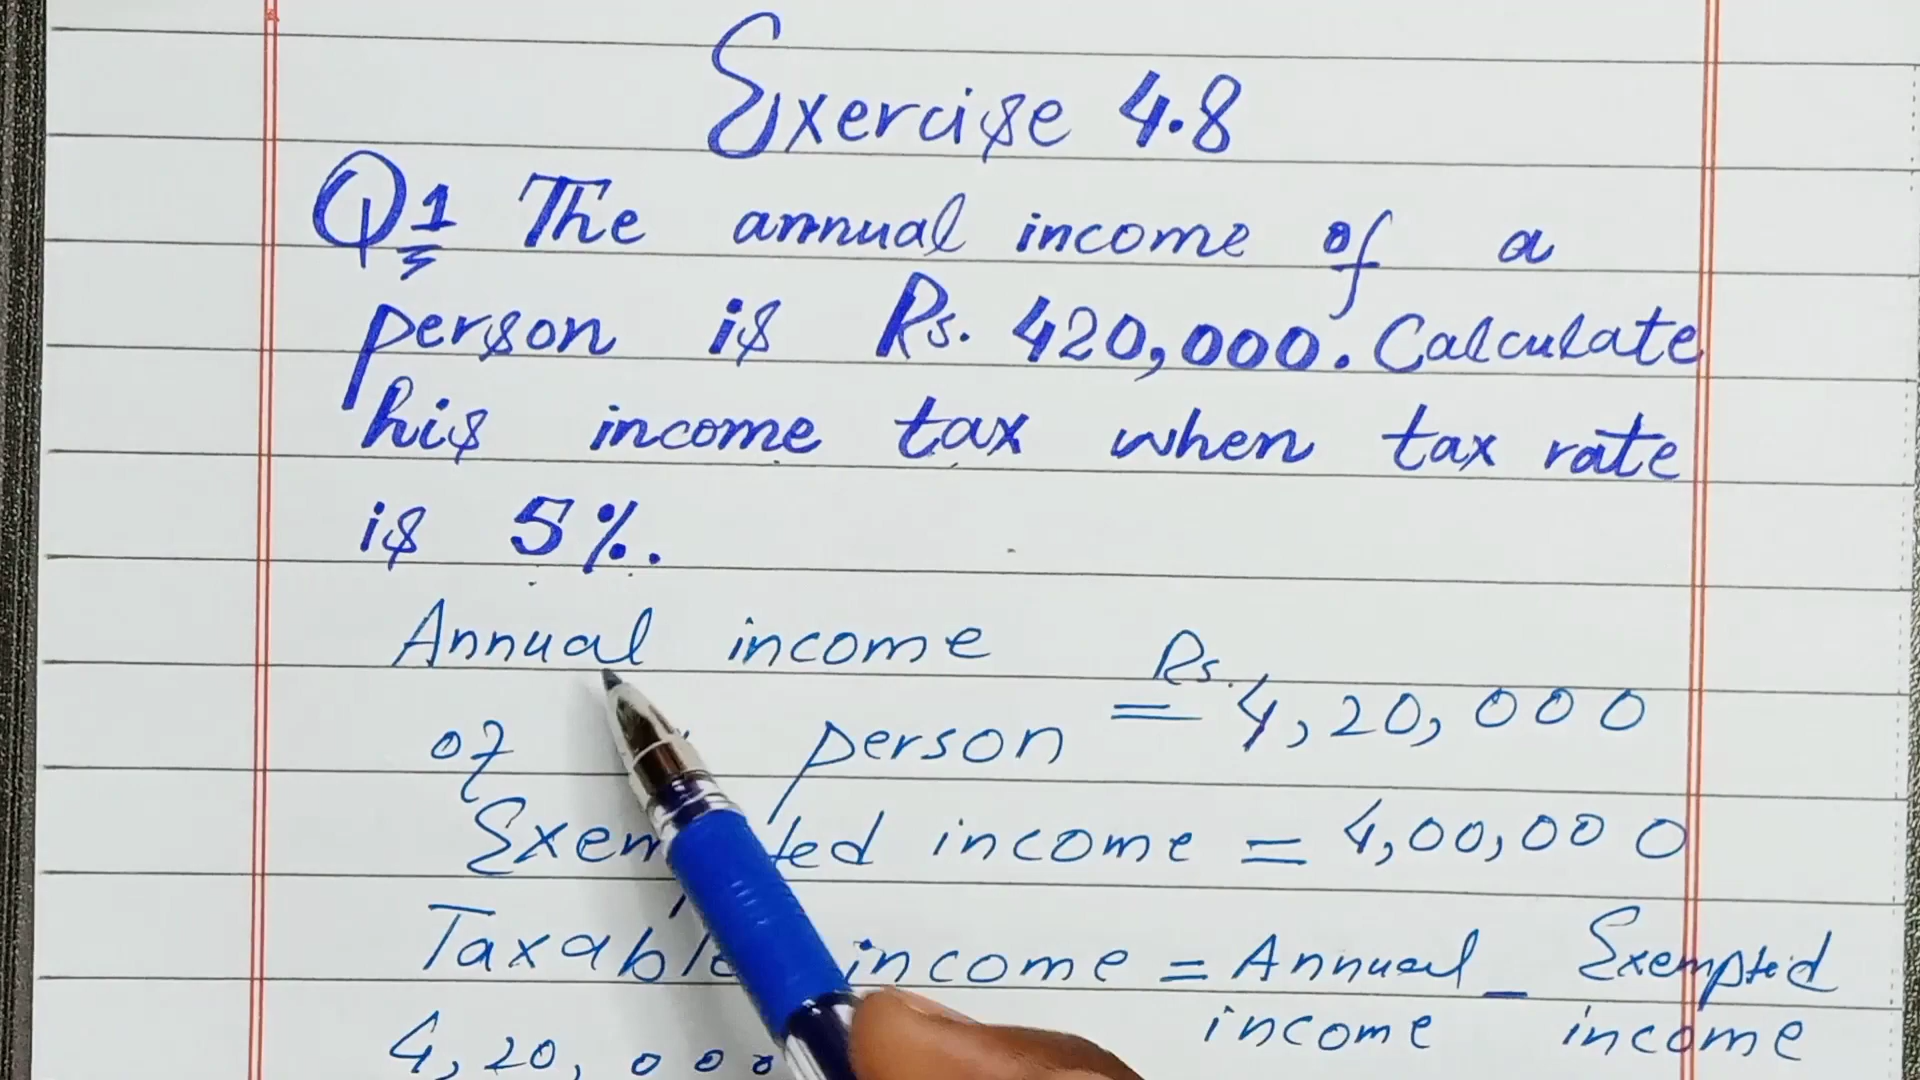 Exercise 4.8
Q1 The annual income of a
person is Rs. 420,000. Calculate
his income tax when tax rate
is 5%.
Annual income
of person = Rs. 4,20,000
income = 4,00,000
income = Annual - Exempted
income income
4,20,000